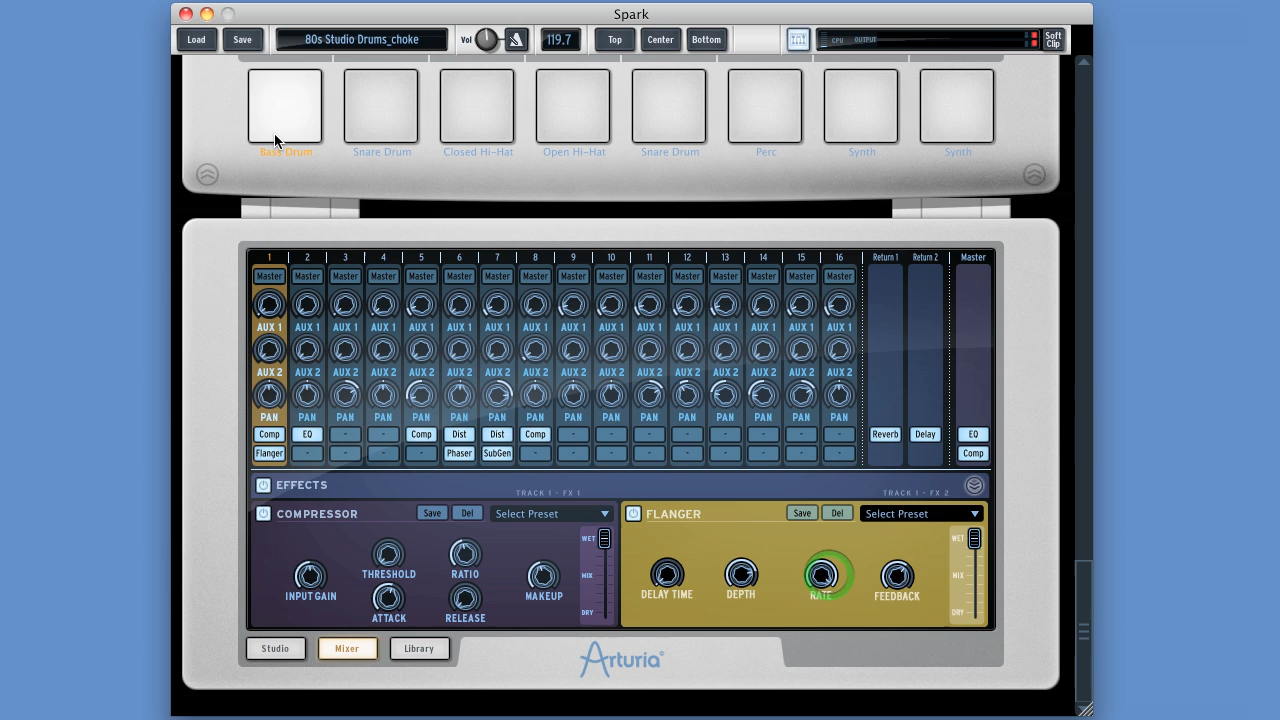 Spark
Load Save 80s Studio Drums_choke Vol 119.7 Top Center Bottom CPU OUTPUT Soft Clip
Bass Drum Snare Drum Closed Hi-Hat Open Hi-Hat Snare Drum Perc Synth Synth
1 2 3 4 5 6 7 8 9 10 11 12 13 14 15 16 Return 1 Return 2 Master
Master Master Master Master Master Master Master Master Master Master Master Master Master Master Master Master
AUX 1 AUX 1 AUX 1 AUX 1 AUX 1 AUX 1 AUX 1 AUX 1 AUX 1 AUX 1 AUX 1 AUX 1 AUX 1 AUX 1 AUX 1 AUX 1
AUX 2 AUX 2 AUX 2 AUX 2 AUX 2 AUX 2 AUX 2 AUX 2 AUX 2 AUX 2 AUX 2 AUX 2 AUX 2 AUX 2 AUX 2 AUX 2
PAN PAN PAN PAN PAN PAN PAN PAN PAN PAN PAN PAN PAN PAN PAN PAN
Comp EQ - - Comp Dist Dist Comp - - - - - - - - Reverb Delay EQ
Flanger - - - - Phaser SubGen - - - - - - - - - Comp
EFFECTS TRACK 1 - FX 1 TRACK 1 - FX 2
COMPRESSOR Save Del Select Preset FLANGER Save Del Select Preset
WET WET
THRESHOLD RATIO MIX MIX
INPUT GAIN MAKEUP DELAY TIME DEPTH RATE FEEDBACK
ATTACK RELEASE DRY DRY
Studio Mixer Library Arturia